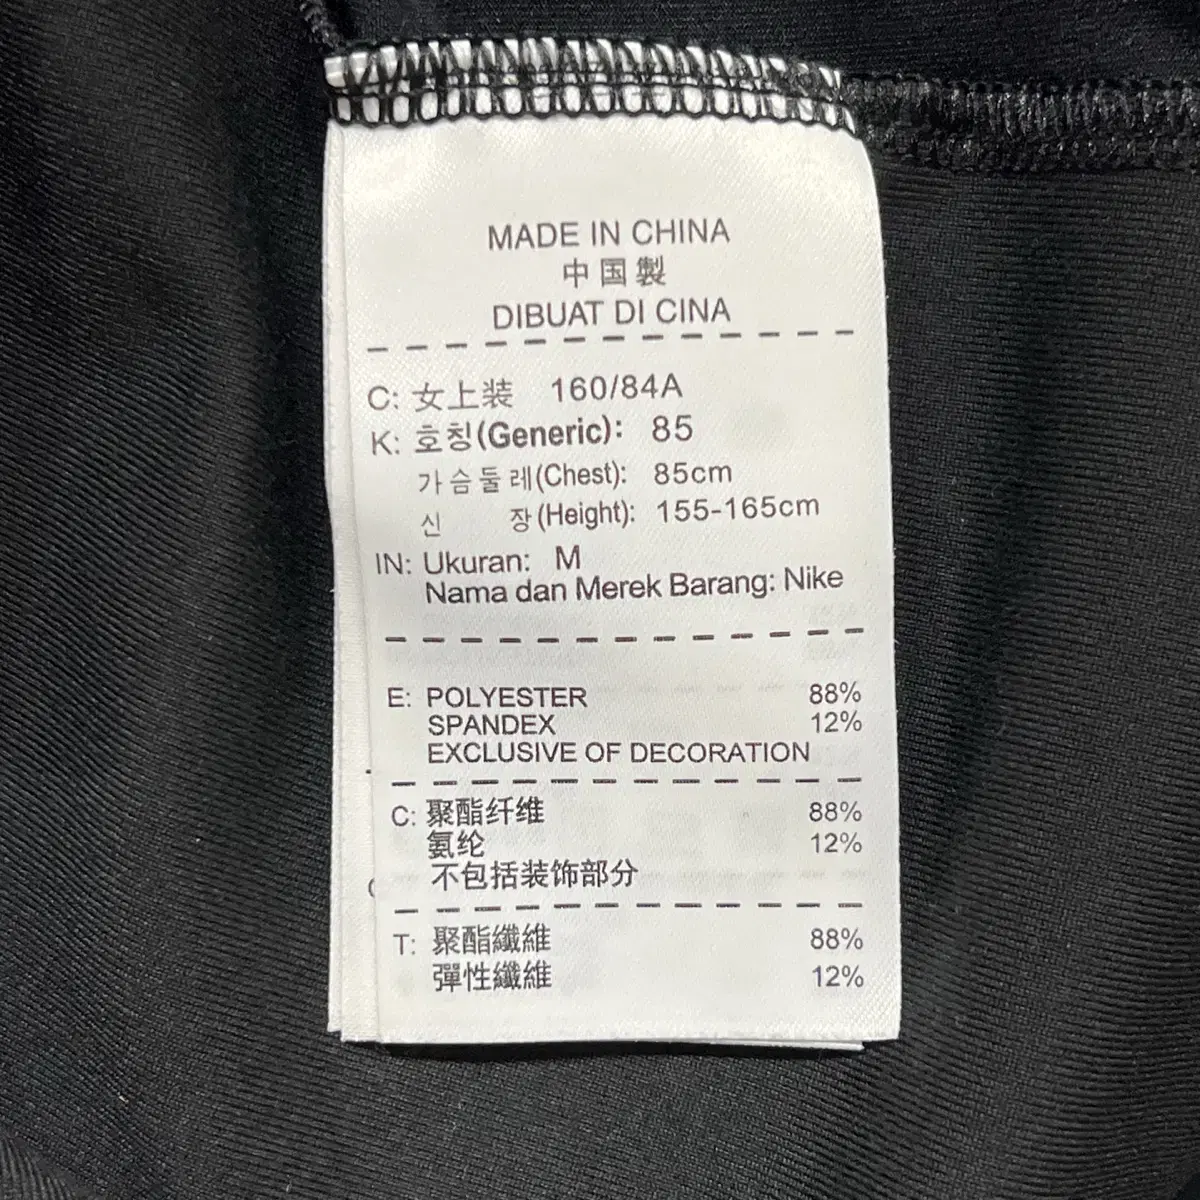 MADE IN CHINA
中国製
DIBUAT DI CINA
C: 女上装 160/84A
K: 호칭(Generic): 85
가슴둘레(Chest): 85cm
신 장(Height): 155-165cm
IN: Ukuran: M
Nama dan Merek Barang: Nike
E: POLYESTER 88%
SPANDEX 12%
EXCLUSIVE OF DECORATION
C: 聚酯纤维 88%
氨纶 12%
不包括装饰部分
T: 聚酯纖維 88%
彈性纖維 12%